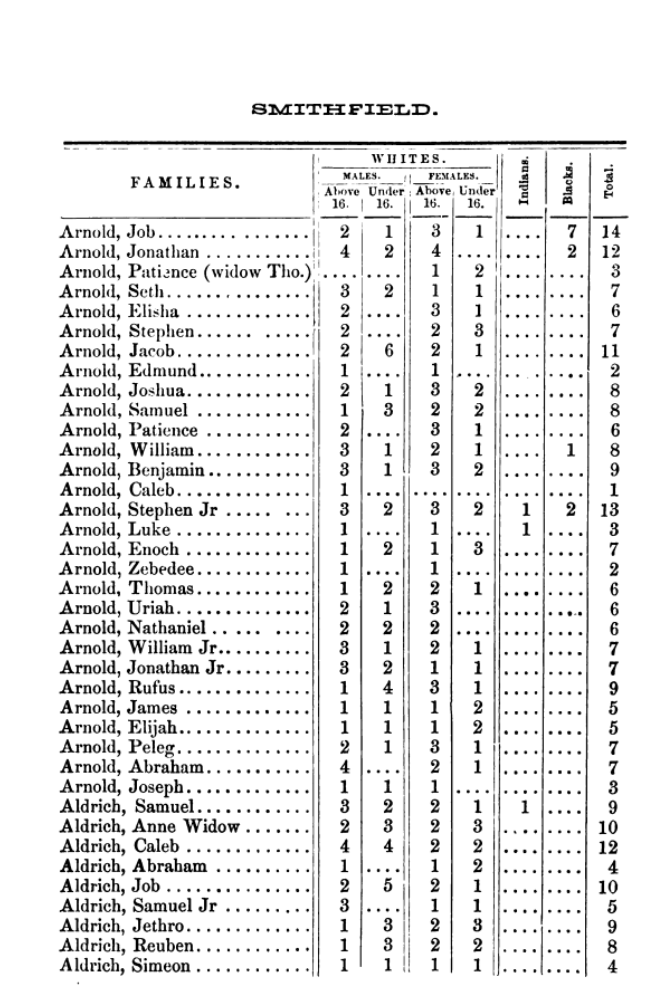 SMITHFIELD.
WHITES.
MALES. FEMALES.
FAMILIES. Above 16. Under 16. Above 16. Under 16. Indians. Blacks. Total.
Arnold, Job................ 2 1 3 1 .... 7 14
Arnold, Jonathan ........... 4 2 4 .... .... 2 12
Arnold, Patience (widow Tho.) .... .... 1 2 .... .... 3
Arnold, Seth............... 3 2 1 1 .... .... 7
Arnold, Elisha ............. 2 .... 3 1 .... .... 6
Arnold, Stephen...... ..... 2 .... 2 3 .... .... 7
Arnold, Jacob.............. 2 6 2 1 .... .... 11
Arnold, Edmund............ 1 .... 1 .... .... .... 2
Arnold, Joshua............. 2 1 3 2 .... .... 8
Arnold, Samuel ............ 1 3 2 2 .... .... 8
Arnold, Patience ........... 2 .... 3 1 .... .... 6
Arnold, William............ 3 1 2 1 .... 1 8
Arnold, Benjamin........... 3 1 3 2 .... .... 9
Arnold, Caleb.............. 1 .... .... .... .... .... 1
Arnold, Stephen Jr ..... ... 3 2 3 2 1 2 13
Arnold, Luke .............. 1 .... 1 .... 1 .... 3
Arnold, Enoch ............. 1 2 1 3 .... .... 7
Arnold, Zebedee............ 1 .... 1 .... .... .... 2
Arnold, Thomas............ 1 2 2 1 .... .... 6
Arnold, Uriah.............. 2 1 3 .... .... .... 6
Arnold, Nathaniel ..... .... 2 2 2 .... .... .... 6
Arnold, William Jr.......... 3 1 2 1 .... .... 7
Arnold, Jonathan Jr......... 3 2 1 1 .... .... 7
Arnold, Rufus.............. 1 4 3 1 .... .... 9
Arnold, James ............. 1 1 1 2 .... .... 5
Arnold, Elijah.............. 1 1 1 2 .... .... 5
Arnold, Peleg.............. 2 1 3 1 .... .... 7
Arnold, Abraham........... 4 .... 2 1 .... .... 7
Arnold, Joseph............. 1 1 1 .... .... .... 3
Aldrich, Samuel............ 3 2 2 1 1 .... 9
Aldrich, Anne Widow ....... 2 3 2 3 .... .... 10
Aldrich, Caleb ............. 4 4 2 2 .... .... 12
Aldrich, Abraham .......... 1 .... 1 2 .... .... 4
Aldrich, Job ............... 2 5 2 1 .... .... 10
Aldrich, Samuel Jr ......... 3 .... 1 1 .... .... 5
Aldrich, Jethro............. 1 3 2 3 .... .... 9
Aldrich, Reuben............ 1 3 2 2 .... .... 8
Aldrich, Simeon ............ 1 1 1 1 .... .... 4